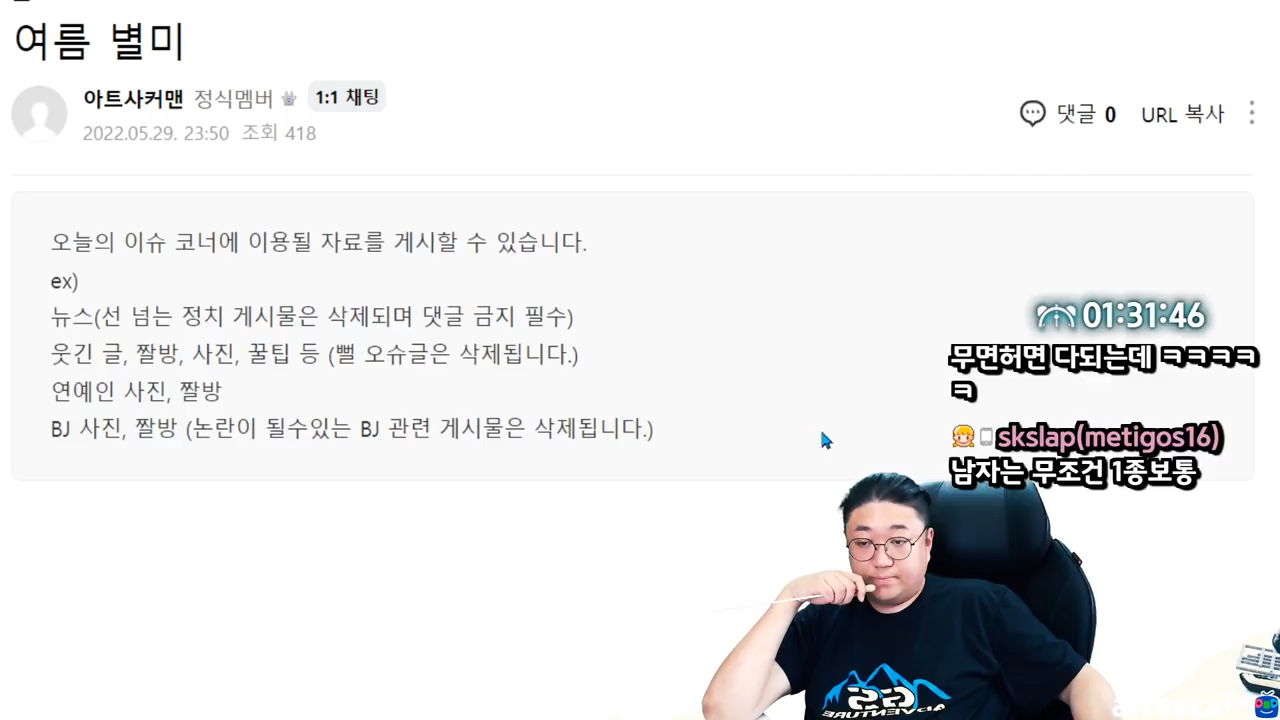 여름 별미
아트사커맨 정식멤버 1:1 채팅
2022.05.29. 23:50 조회 418
댓글 0 URL 복사
오늘의 이슈 코너에 이용될 자료를 게시할 수 있습니다.
ex)
뉴스(선 넘는 정치 게시물은 삭제되며 댓글 금지 필수)
웃긴 글, 짤방, 사진, 꿀팁 등 (뻘 오슈글은 삭제됩니다.)
연예인 사진, 짤방
BJ 사진, 짤방 (논란이 될수있는 BJ 관련 게시물은 삭제됩니다.)
01:31:46
무면허면 다되는데 ㅋㅋㅋㅋ
ㅋ
skslap(metigos16)
남자는 무조건 1종보통
ADVENTURE